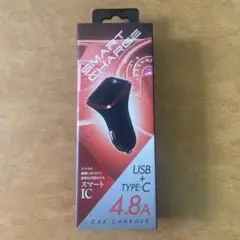 SMART
CHARGE
スマート
IC
USB
+
TYPE-C
4.8A
CAR CHARGER